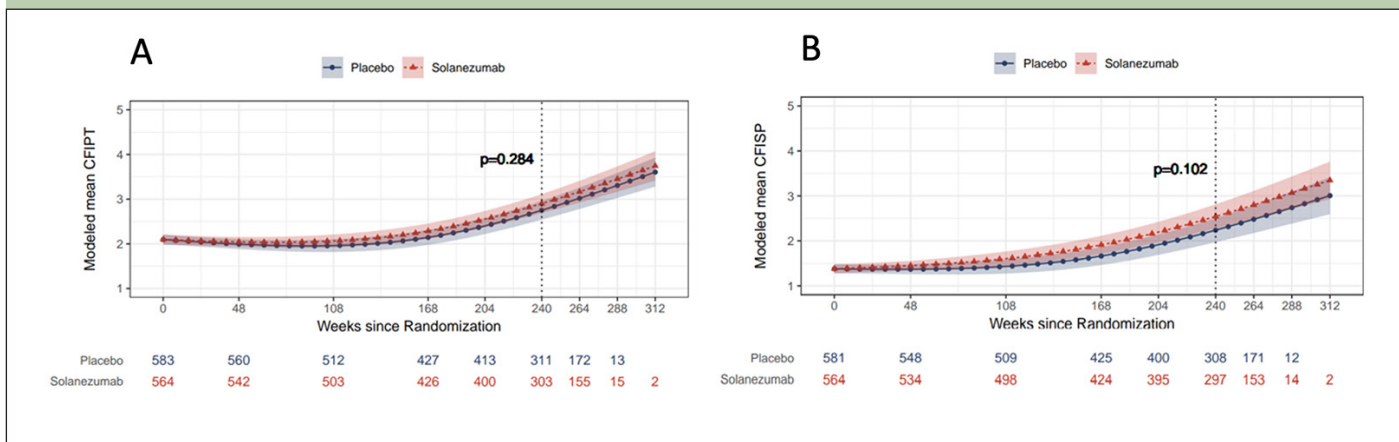 A
Placebo Solanezumab
Modeled mean CFIPT
5
4
3
2
1
p=0.284
0 48 108 168 204 240 264 288 312
Weeks since Randomization
Placebo 583 560 512 427 413 311 172 13
Solanezumab 564 542 503 426 400 303 155 15 2
B
Placebo Solanezumab
Modeled mean CFISP
5
4
3
2
1
p=0.102
0 48 108 168 204 240 264 288 312
Weeks since Randomization
Placebo 581 548 509 425 400 308 171 12
Solanezumab 564 534 498 424 395 297 153 14 2